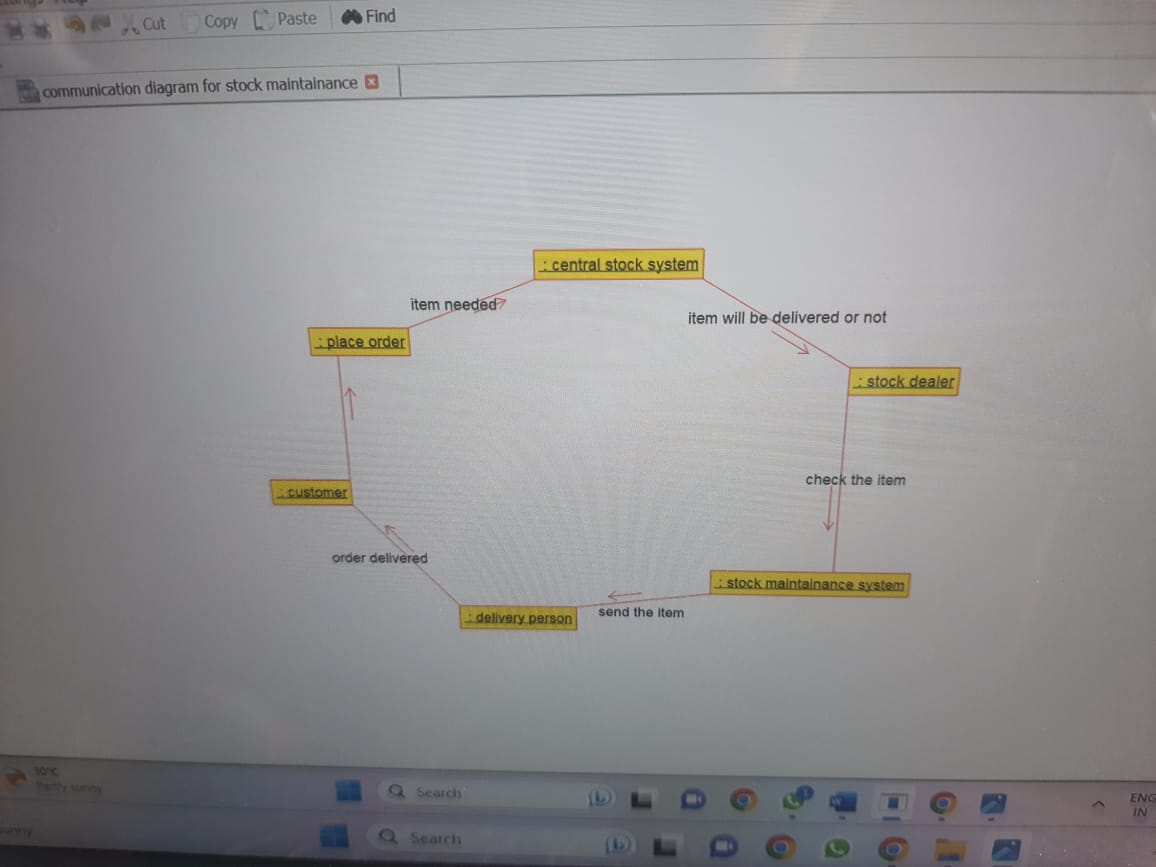 Cut Copy Paste Find
communication diagram for stock maintainance
: central stock system
item needed
item will be delivered or not
: place order
: stock dealer
check the item
: customer
order delivered
: stock maintainance system
send the item
: delivery person
30°C
Partly sunny
Search
ENG
IN
sunny
Search